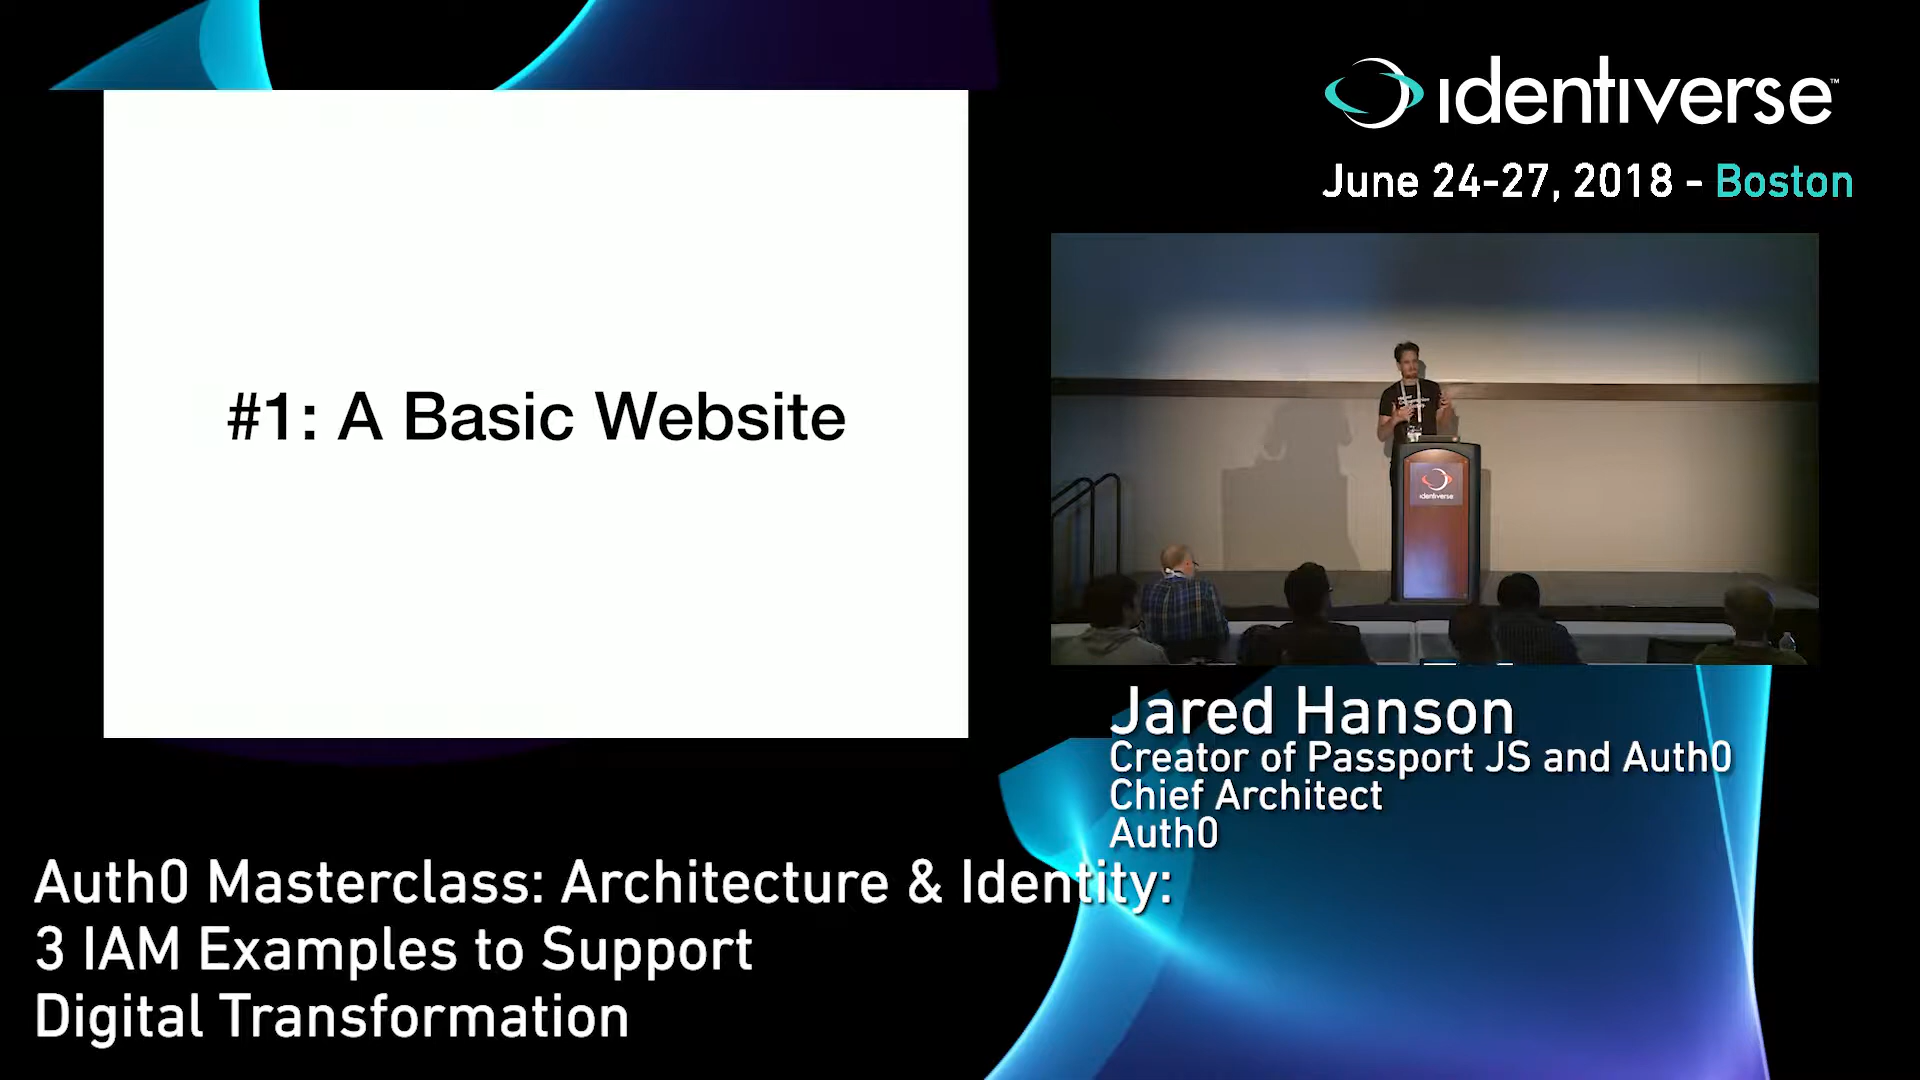 #1: A Basic Website
identiverse™
June 24-27, 2018 - Boston
identiverse
Jared Hanson
Creator of Passport JS and Auth0
Chief Architect
Auth0
Auth0 Masterclass: Architecture & Identity:
3 IAM Examples to Support
Digital Transformation